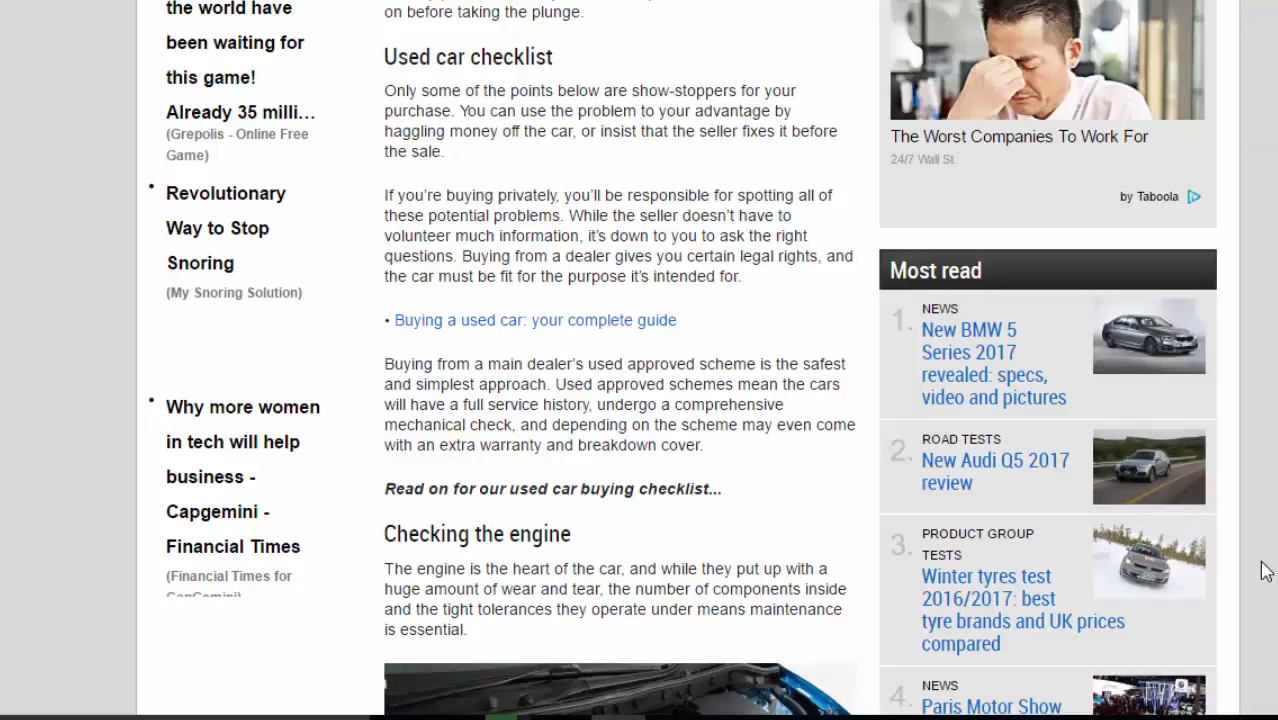 the world have
been waiting for
this game!
Already 35 milli...
(Grepolis - Online Free
Game)
• Revolutionary
Way to Stop
Snoring
(My Snoring Solution)
• Why more women
in tech will help
business -
Capgemini -
Financial Times
(Financial Times for
CapGemini)
on before taking the plunge.
Used car checklist
Only some of the points below are show-stoppers for your
purchase. You can use the problem to your advantage by
haggling money off the car, or insist that the seller fixes it before
the sale.
If you’re buying privately, you’ll be responsible for spotting all of
these potential problems. While the seller doesn’t have to
volunteer much information, it’s down to you to ask the right
questions. Buying from a dealer gives you certain legal rights, and
the car must be fit for the purpose it’s intended for.
• Buying a used car: your complete guide
Buying from a main dealer’s used approved scheme is the safest
and simplest approach. Used approved schemes mean the cars
will have a full service history, undergo a comprehensive
mechanical check, and depending on the scheme may even come
with an extra warranty and breakdown cover.
Read on for our used car buying checklist...
Checking the engine
The engine is the heart of the car, and while they put up with a
huge amount of wear and tear, the number of components inside
and the tight tolerances they operate under means maintenance
is essential.
The Worst Companies To Work For
24/7 Wall St.
by Taboola
Most read
1. NEWS
New BMW 5
Series 2017
revealed: specs,
video and pictures
2. ROAD TESTS
New Audi Q5 2017
review
3. PRODUCT GROUP
TESTS
Winter tyres test
2016/2017: best
tyre brands and UK prices
compared
4. NEWS
Paris Motor Show